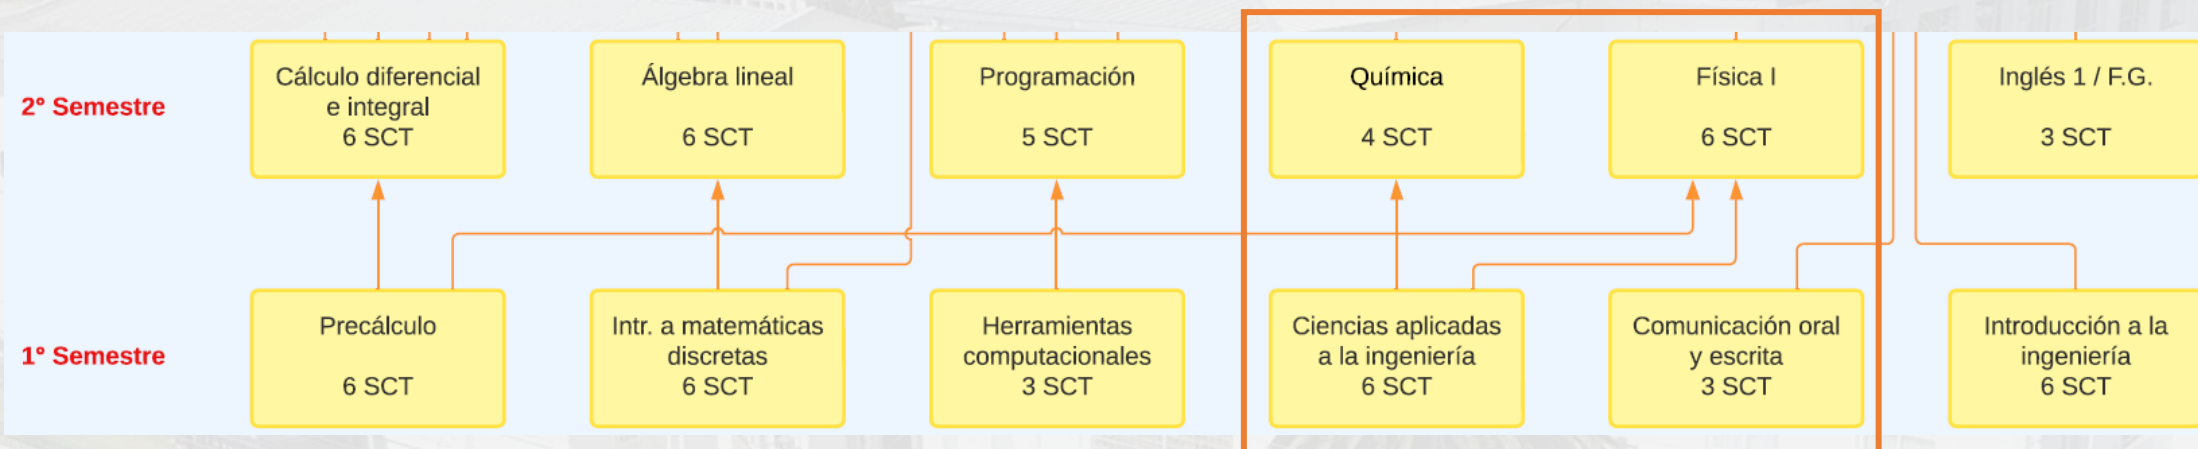 2° Semestre
Cálculo diferencial
e integral
6 SCT
Álgebra lineal
6 SCT
Programación
5 SCT
Química
4 SCT
Física I
6 SCT
Inglés 1 / F.G.
3 SCT
1° Semestre
Precálculo
6 SCT
Intr. a matemáticas
discretas
6 SCT
Herramientas
computacionales
3 SCT
Ciencias aplicadas
a la ingeniería
6 SCT
Comunicación oral
y escrita
3 SCT
Introducción a la
ingeniería
6 SCT